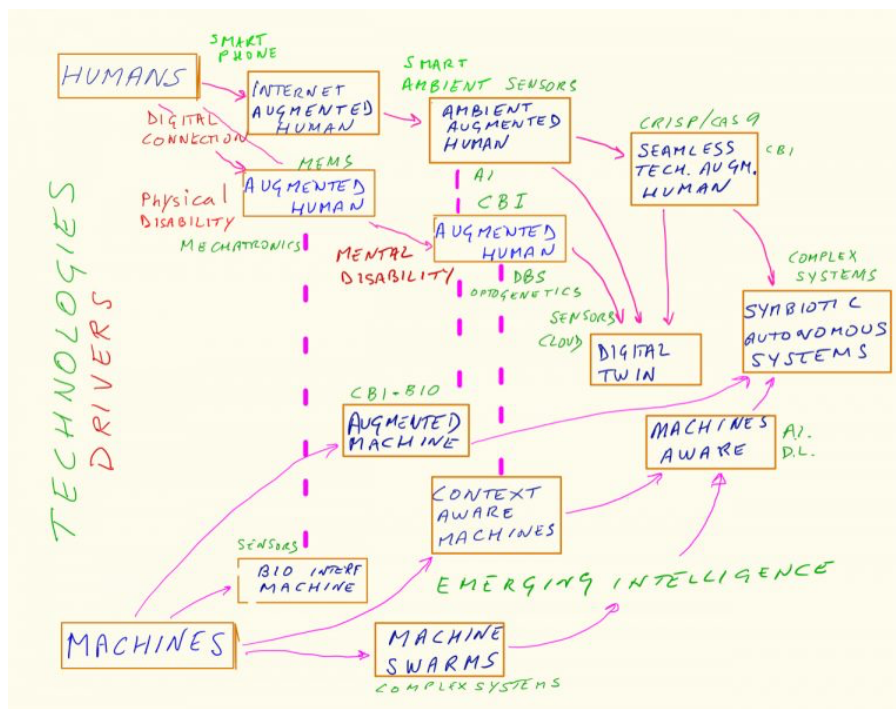 SMART
PHONE
HUMANS
INTERNET
AUGMENTED
HUMAN
SMART
AMBIENT SENSORS
AMBIENT
AUGMENTED
HUMAN
CRISP/CAS9
SEAMLESS
TECH. AUGM.
HUMAN
CBI
DIGITAL
CONNECTION
MEMS
AUGMENTED
HUMAN
Physical
DISABILITY
MECHATRONICS
AI
CBI
AUGMENTED
HUMAN
MENTAL
DISABILITY
DBS
OPTOGENETICS
SENSORS
CLOUD
DIGITAL
TWIN
COMPLEX
SYSTEMS
SYMBIOTIC
AUTONOMOUS
SYSTEMS
TECHNOLOGIES
DRIVERS
CBI-BIO
AUGMENTED
MACHINE
MACHINES
AWARE
A.I.
D.L.
CONTEXT
AWARE
MACHINES
SENSORS
BIO INTERF
MACHINE
EMERGING INTELLIGENCE
MACHINES
MACHINE
SWARMS
COMPLEX SYSTEMS